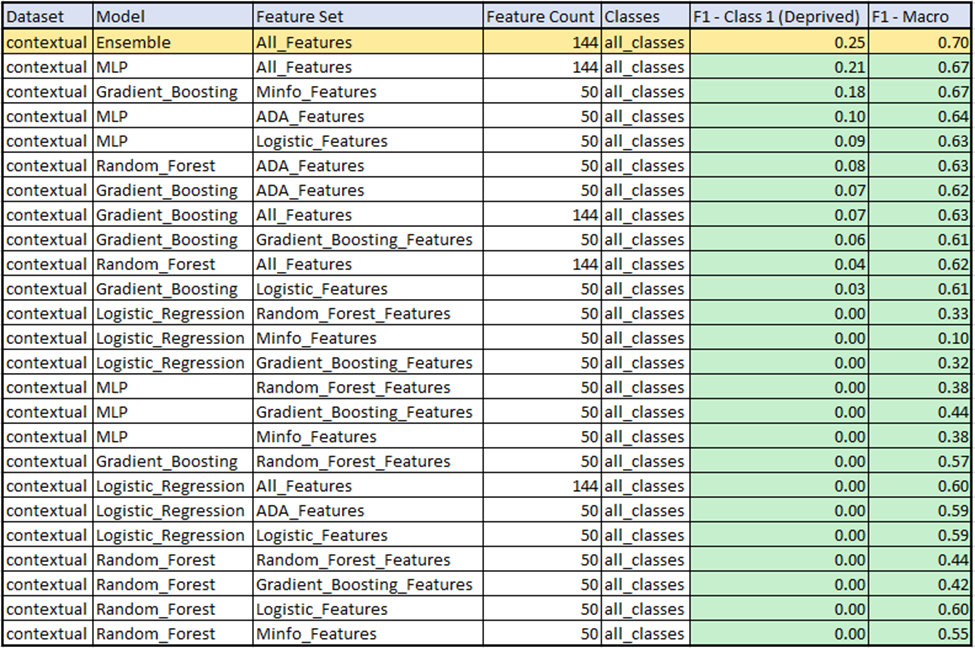 Dataset Model Feature Set Feature Count Classes F1 - Class 1 (Deprived) F1 - Macro
contextual Ensemble All_Features 144 all_classes 0.25 0.70
contextual MLP All_Features 144 all_classes 0.21 0.67
contextual Gradient_Boosting Minfo_Features 50 all_classes 0.18 0.67
contextual MLP ADA_Features 50 all_classes 0.10 0.64
contextual MLP Logistic_Features 50 all_classes 0.09 0.63
contextual Random_Forest ADA_Features 50 all_classes 0.08 0.63
contextual Gradient_Boosting ADA_Features 50 all_classes 0.07 0.62
contextual Gradient_Boosting All_Features 144 all_classes 0.07 0.63
contextual Gradient_Boosting Gradient_Boosting_Features 50 all_classes 0.06 0.61
contextual Random_Forest All_Features 144 all_classes 0.04 0.62
contextual Gradient_Boosting Logistic_Features 50 all_classes 0.03 0.61
contextual Logistic_Regression Random_Forest_Features 50 all_classes 0.00 0.33
contextual Logistic_Regression Minfo_Features 50 all_classes 0.00 0.10
contextual Logistic_Regression Gradient_Boosting_Features 50 all_classes 0.00 0.32
contextual MLP Random_Forest_Features 50 all_classes 0.00 0.38
contextual MLP Gradient_Boosting_Features 50 all_classes 0.00 0.44
contextual MLP Minfo_Features 50 all_classes 0.00 0.38
contextual Gradient_Boosting Random_Forest_Features 50 all_classes 0.00 0.57
contextual Logistic_Regression All_Features 144 all_classes 0.00 0.60
contextual Logistic_Regression ADA_Features 50 all_classes 0.00 0.59
contextual Logistic_Regression Logistic_Features 50 all_classes 0.00 0.59
contextual Random_Forest Random_Forest_Features 50 all_classes 0.00 0.44
contextual Random_Forest Gradient_Boosting_Features 50 all_classes 0.00 0.42
contextual Random_Forest Logistic_Features 50 all_classes 0.00 0.60
contextual Random_Forest Minfo_Features 50 all_classes 0.00 0.55